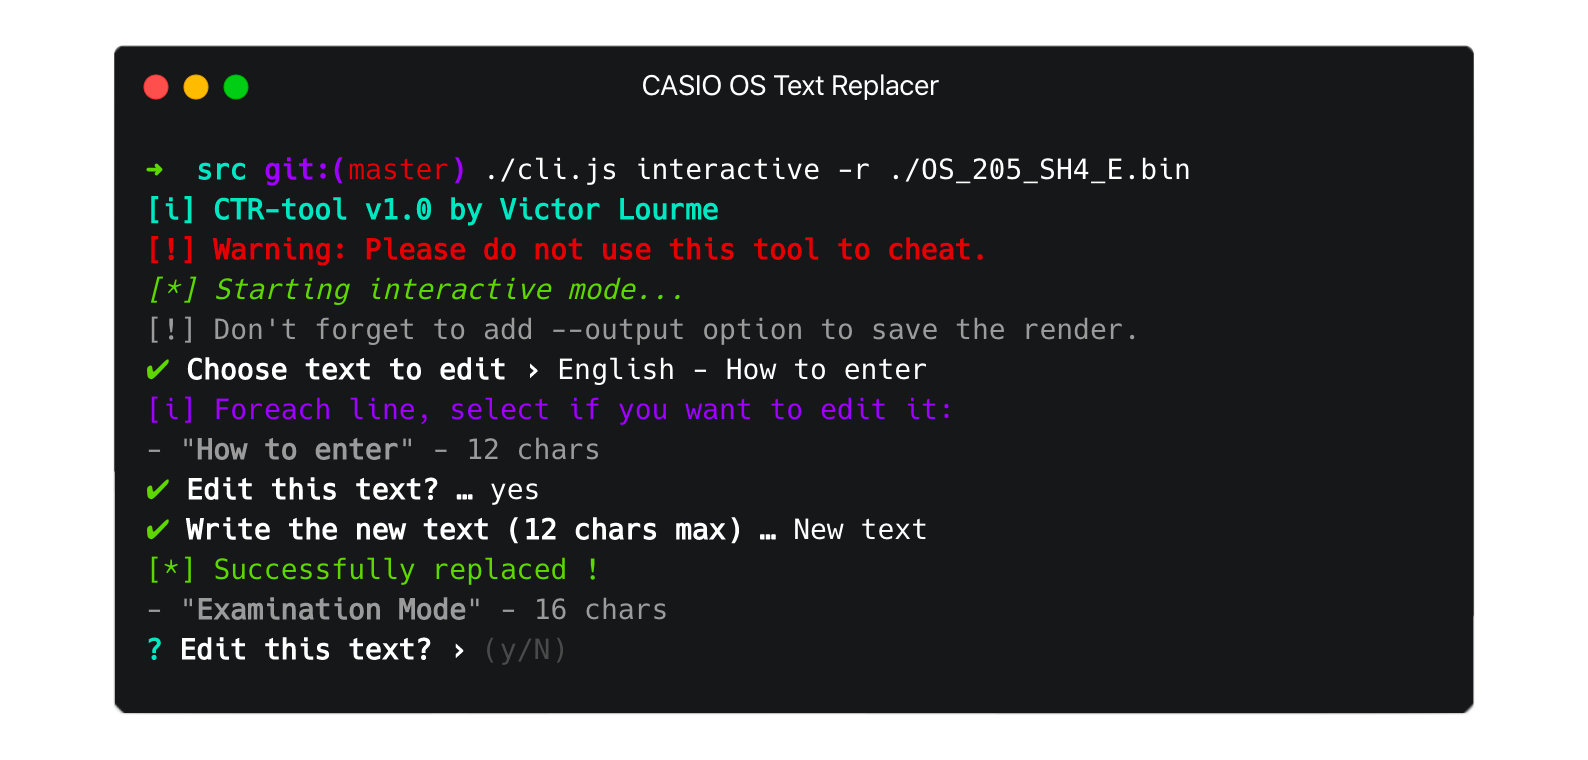 CASIO OS Text Replacer
➜ src git:(master) ./cli.js interactive -r ./OS_205_SH4_E.bin
[i] CTR-tool v1.0 by Victor Lourme
[!] Warning: Please do not use this tool to cheat.
[*] Starting interactive mode...
[!] Don't forget to add --output option to save the render.
✔ Choose text to edit › English - How to enter
[i] Foreach line, select if you want to edit it:
- "How to enter" - 12 chars
✔ Edit this text? … yes
✔ Write the new text (12 chars max) … New text
[*] Successfully replaced !
- "Examination Mode" - 16 chars
? Edit this text? › (y/N)